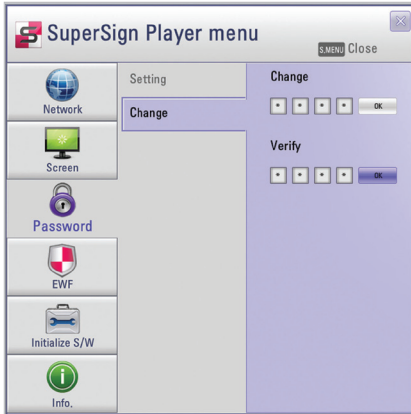 SuperSign Player menu
S.MENU Close
Network
Screen
Password
EWF
Initialize S/W
Info.
Setting
Change
Change
* * * * OK
Verify
* * * * OK